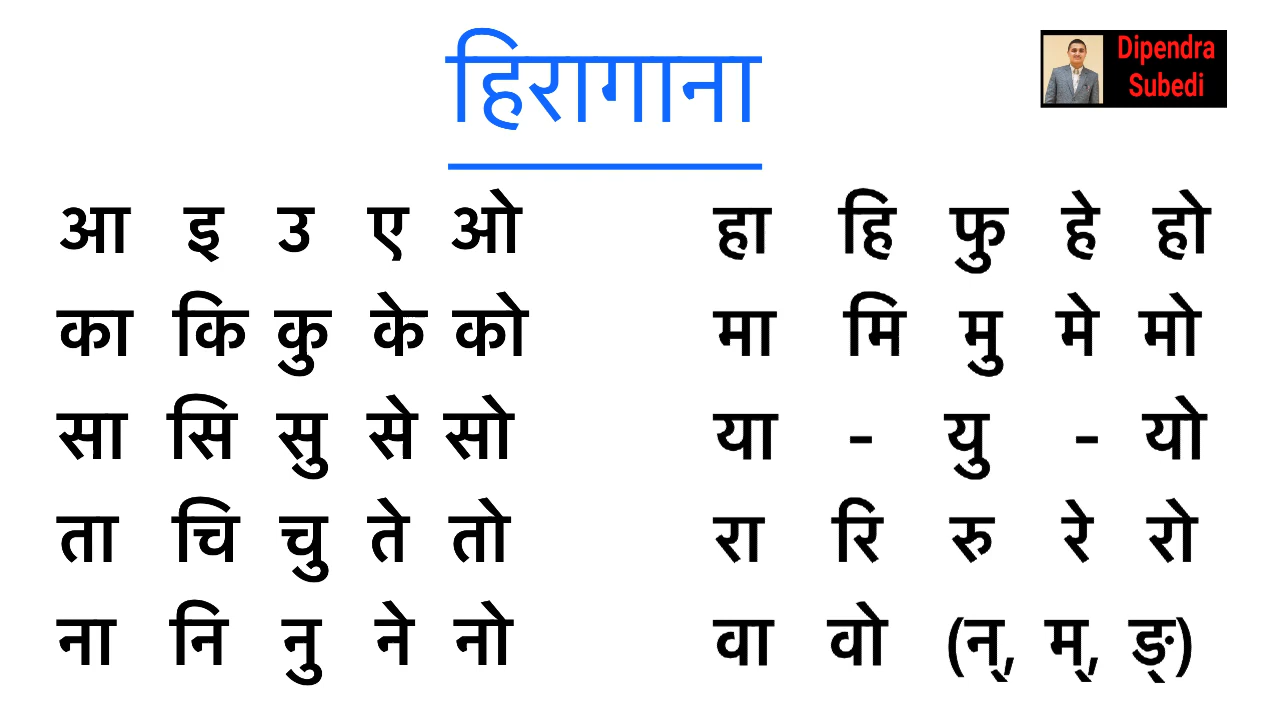 हिरागाना
Dipendra
Subedi
आ इ उ ए ओ
का कि कु के को
सा सि सु से सो
ता चि चु ते तो
ना नि नु ने नो
हा हि फु हे हो
मा मि मु मे मो
या - यु - यो
रा रि रु रे रो
वा वो (न्, म्, ङ्)